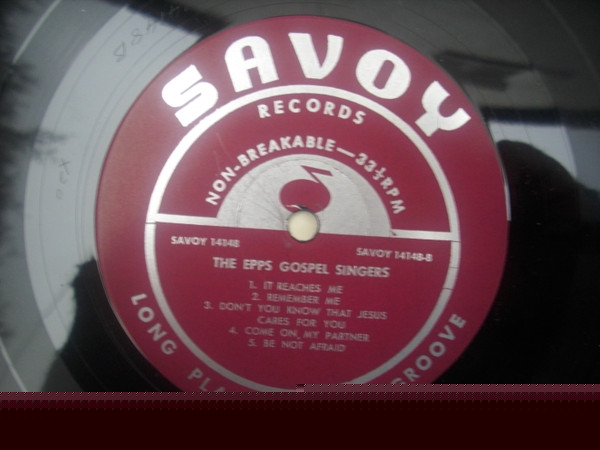 SAVOY
RECORDS
NON-BREAKABLE—33⅓RPM
SAVOY 14148
SAVOY 14148-B
THE EPPS GOSPEL SINGERS
1. IT REACHES ME
2. REMEMBER ME
3. DON'T YOU KNOW THAT JESUS
CARES FOR YOU
4. COME ON, MY PARTNER
5. BE NOT AFRAID
LONG GROOVE